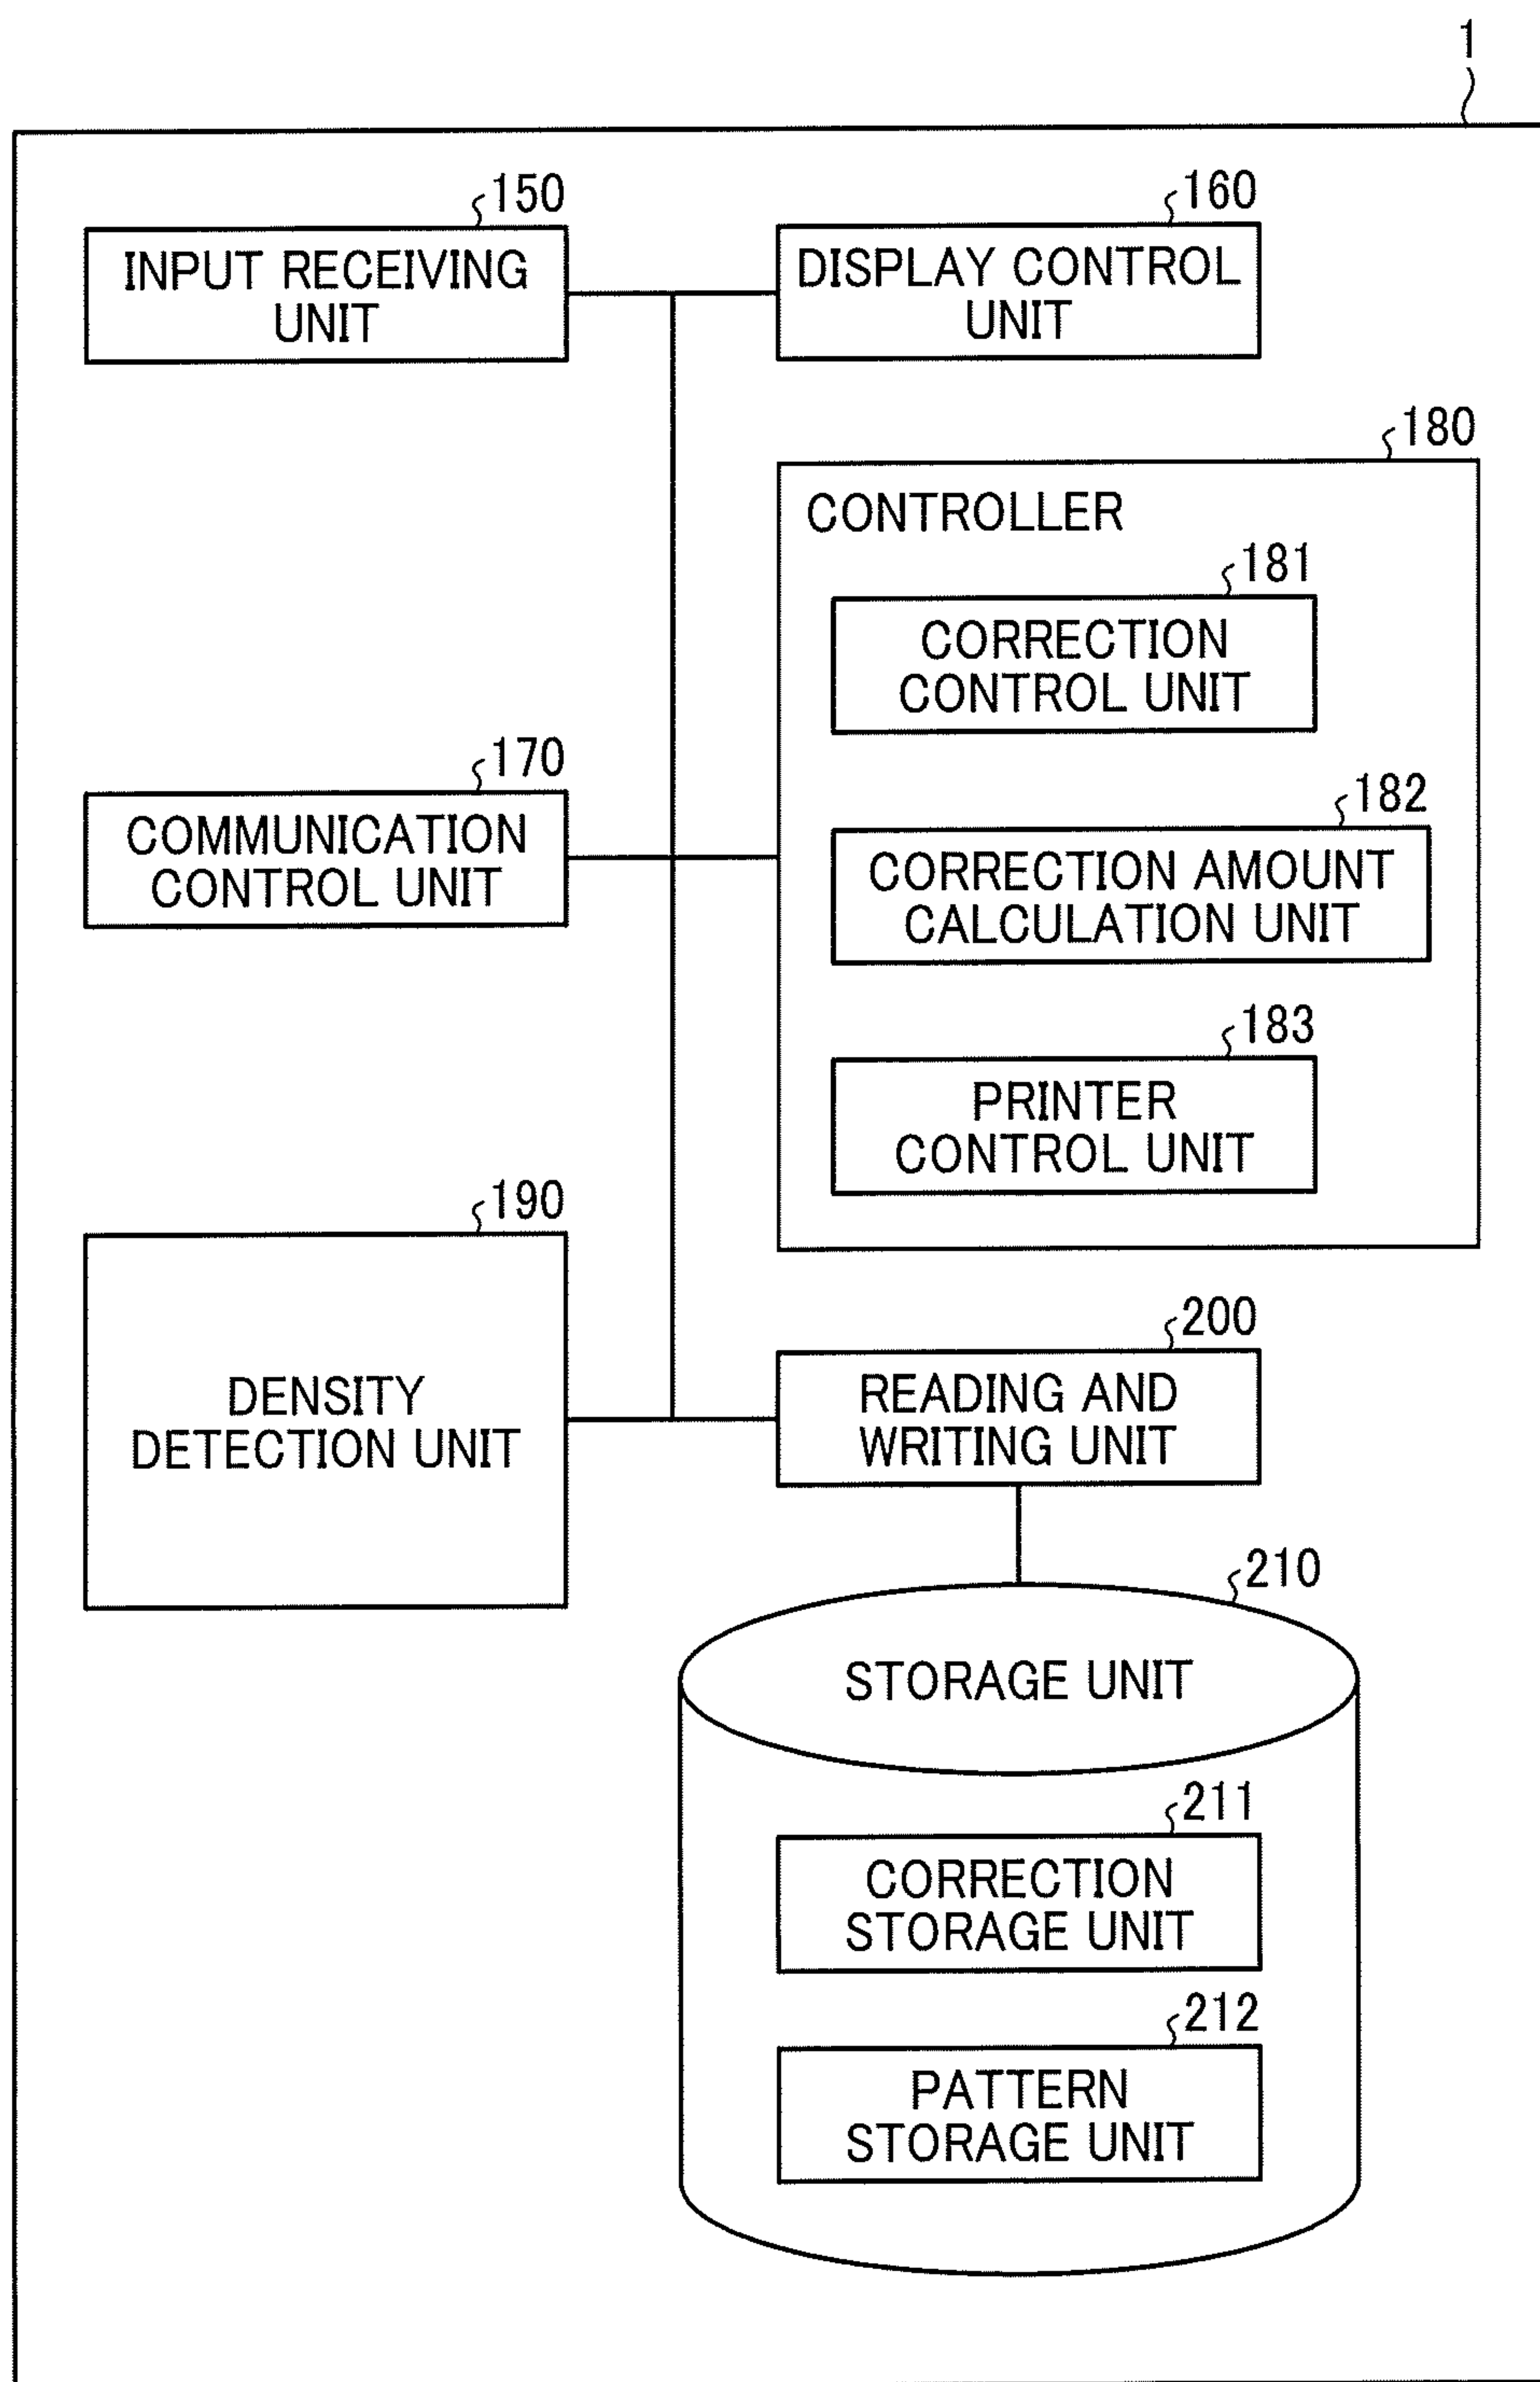 1
150
INPUT RECEIVING
UNIT
160
DISPLAY CONTROL
UNIT
180
CONTROLLER
181
CORRECTION
CONTROL UNIT
170
COMMUNICATION
CONTROL UNIT
182
CORRECTION AMOUNT
CALCULATION UNIT
183
PRINTER
CONTROL UNIT
190
DENSITY
DETECTION UNIT
200
READING AND
WRITING UNIT
210
STORAGE UNIT
211
CORRECTION
STORAGE UNIT
212
PATTERN
STORAGE UNIT